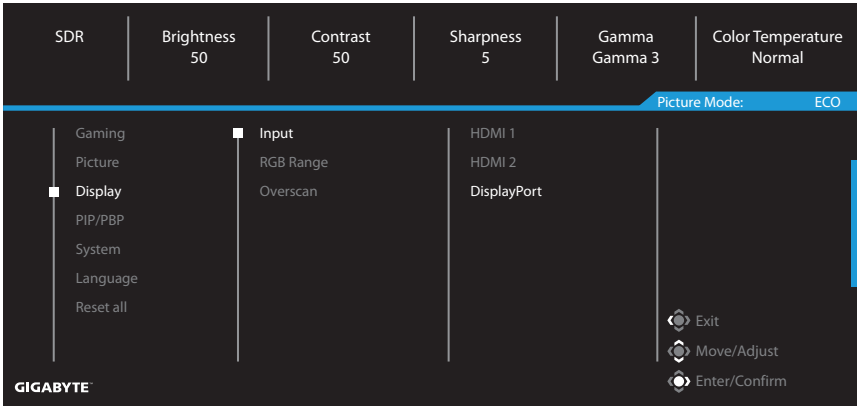 SDR Brightness Contrast Sharpness Gamma Color Temperature
50 50 5 Gamma 3 Normal
Picture Mode: ECO
Gaming Input HDMI 1
Picture RGB Range HDMI 2
Display Overscan DisplayPort
PIP/PBP
System
Language
Reset all
Exit
Move/Adjust
Enter/Confirm
GIGABYTE™